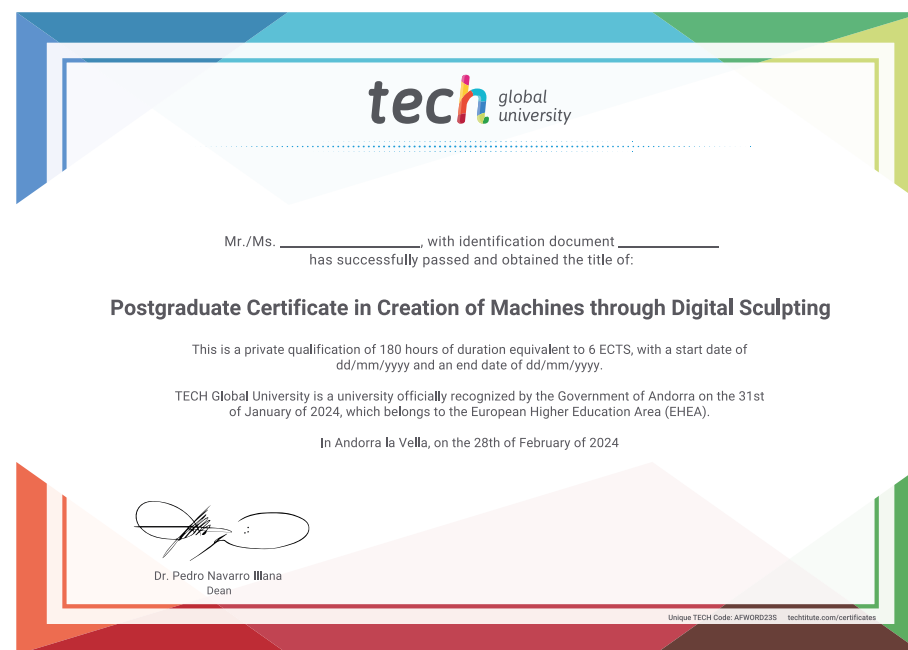 tech global university
Mr./Ms. ____________________, with identification document ______________
has successfully passed and obtained the title of:
Postgraduate Certificate in Creation of Machines through Digital Sculpting
This is a private qualification of 180 hours of duration equivalent to 6 ECTS, with a start date of
dd/mm/yyyy and an end date of dd/mm/yyyy.
TECH Global University is a university officially recognized by the Government of Andorra on the 31st
of January of 2024, which belongs to the European Higher Education Area (EHEA).
In Andorra la Vella, on the 28th of February of 2024
Dr. Pedro Navarro Illana
Dean
Unique TECH Code: AFWORD23S techtitute.com/certificates